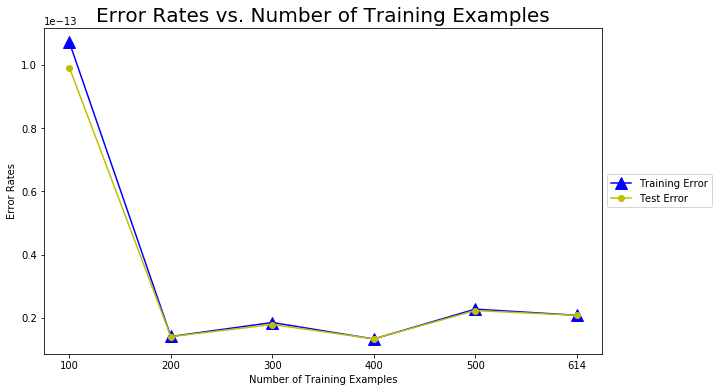 Error Rates vs. Number of Training Examples
1e−13
1.0
0.8
0.6
0.4
0.2
Error Rates
100 200 300 400 500 614
Number of Training Examples
Training Error
Test Error